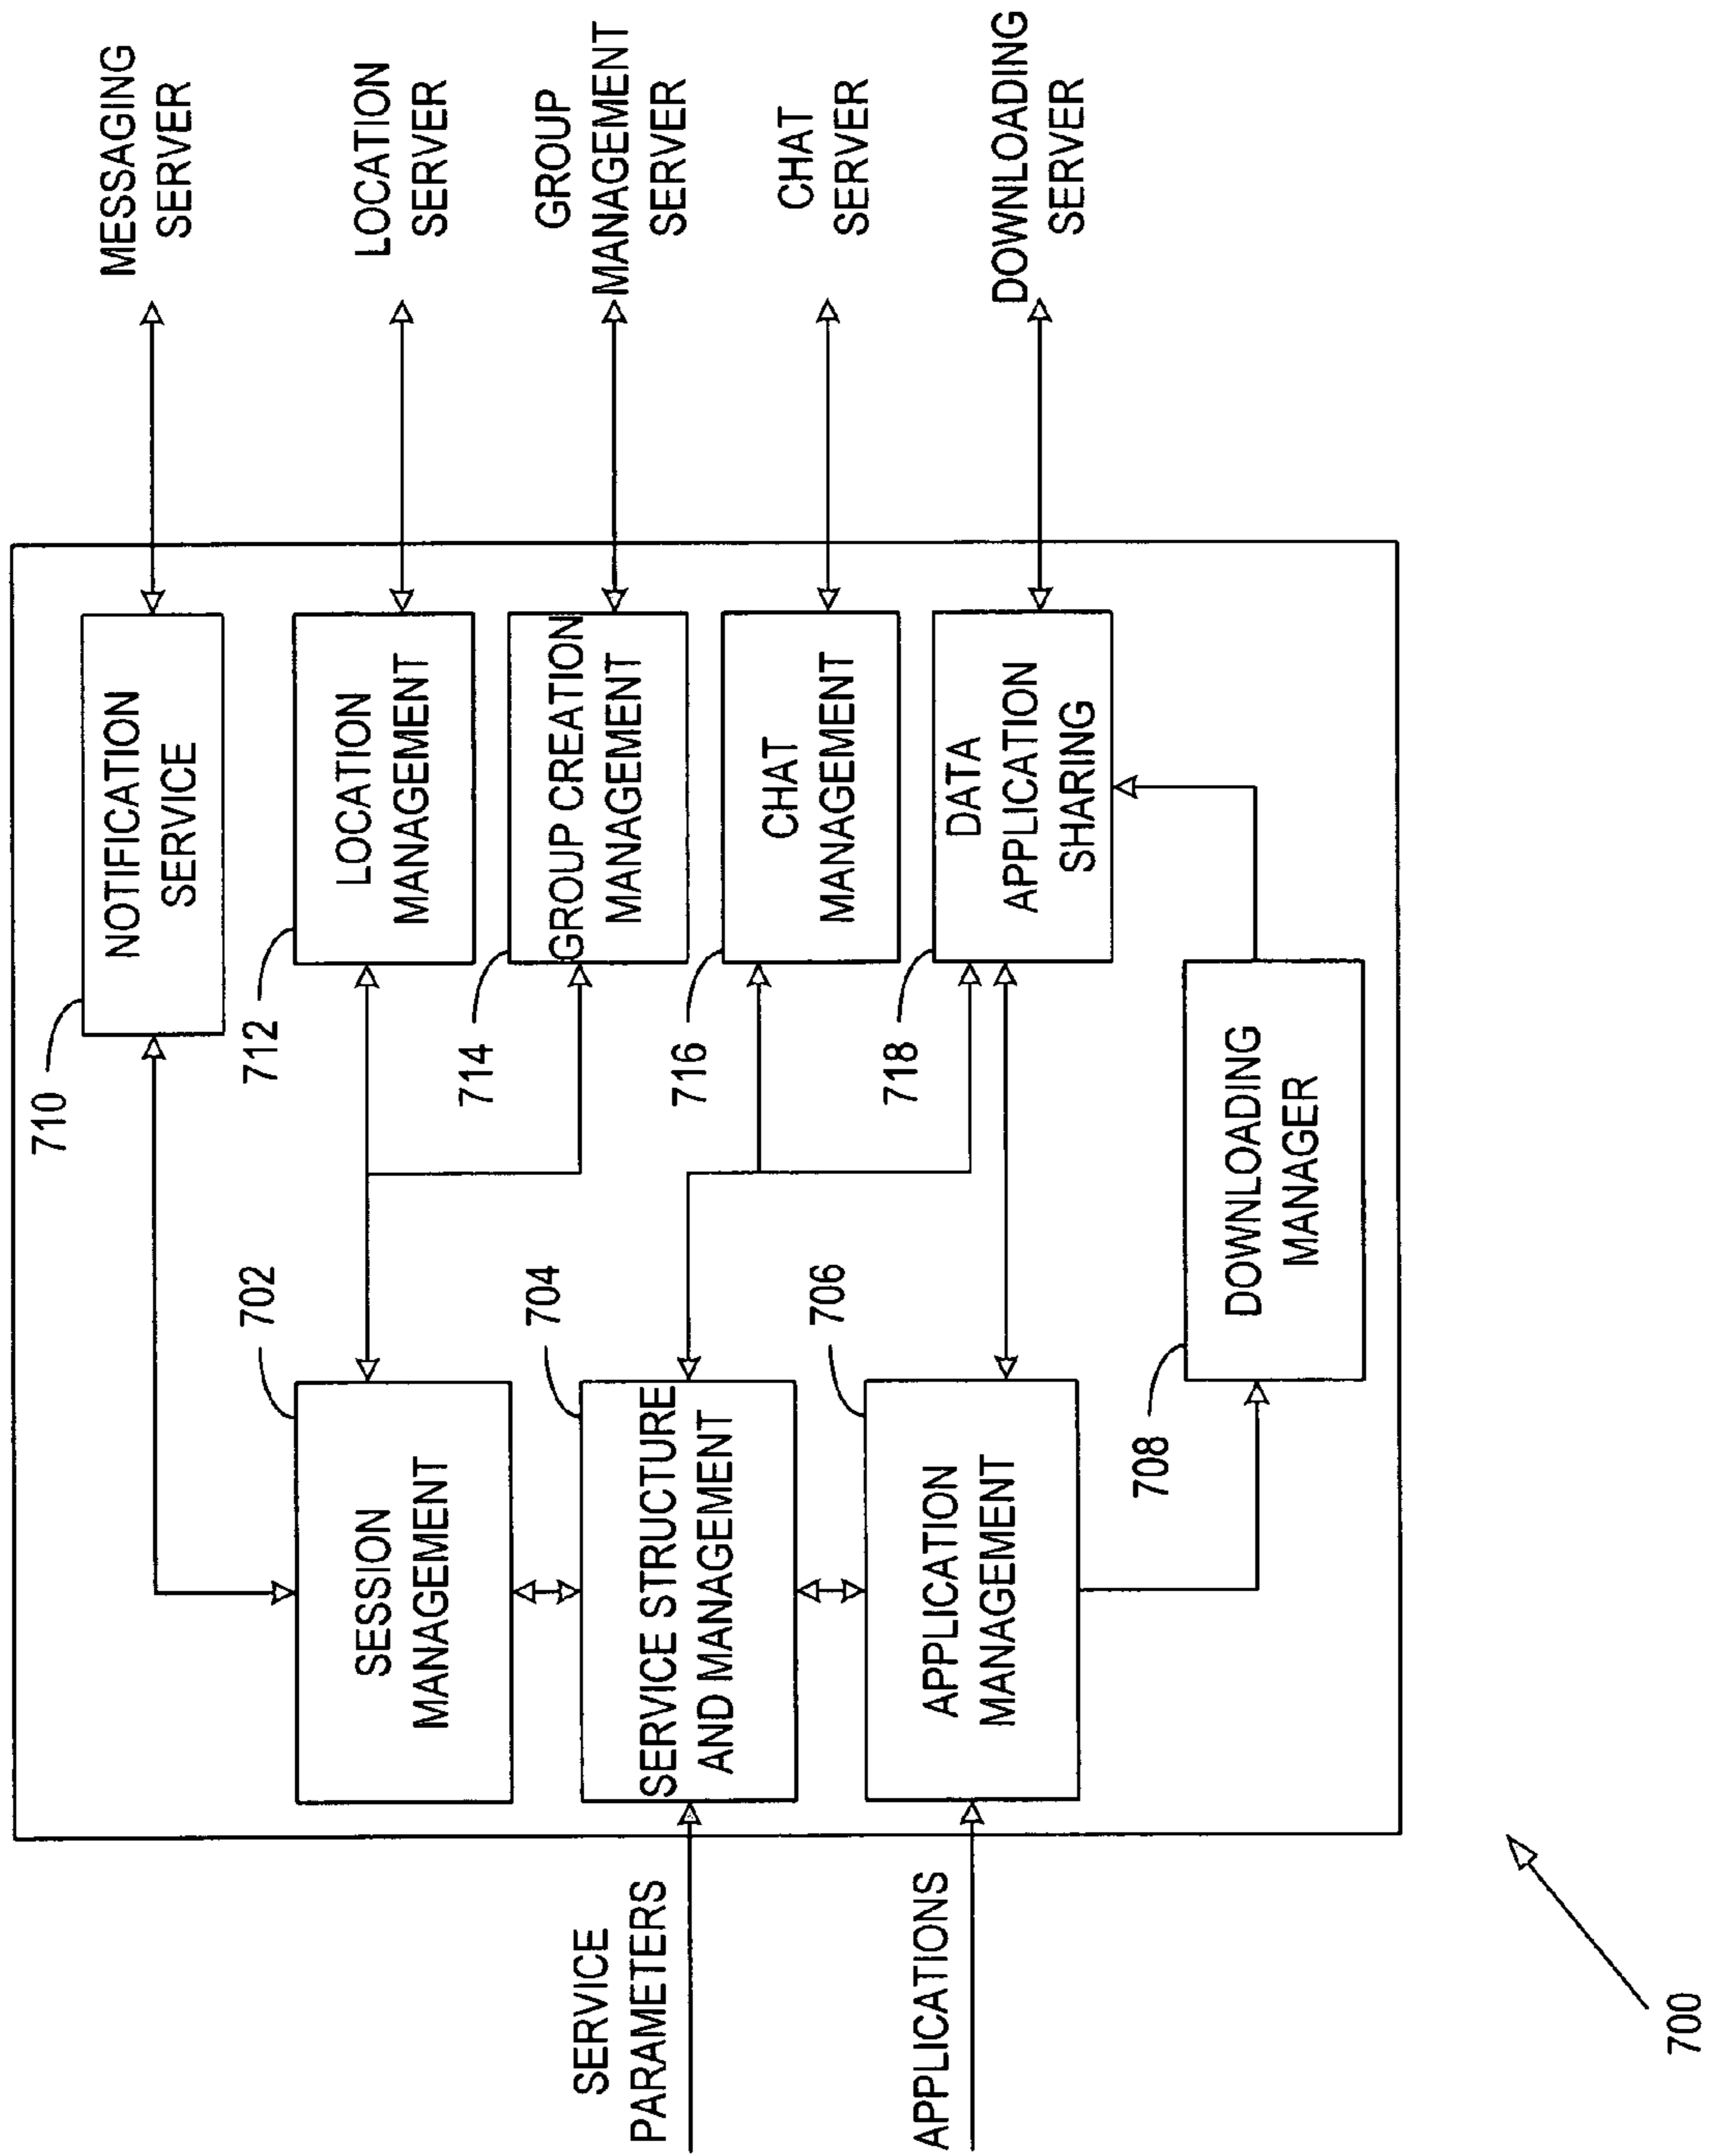 MESSAGING
SERVER
LOCATION
SERVER
GROUP
MANAGEMENT
SERVER
CHAT
SERVER
DOWNLOADING
SERVER
710
NOTIFICATION
SERVICE
712
LOCATION
MANAGEMENT
714
GROUP CREATION
MANAGEMENT
716
CHAT
MANAGEMENT
718
DATA
APPLICATION
SHARING
702
SESSION
MANAGEMENT
704
SERVICE STRUCTURE
AND MANAGEMENT
706
APPLICATION
MANAGEMENT
708
DOWNLOADING
MANAGER
SERVICE
PARAMETERS
APPLICATIONS
700